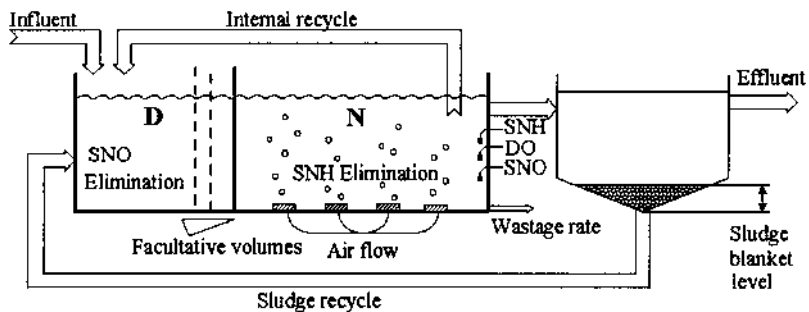 Influent
Internal recycle
Effluent
D
N
SNH
DO
SNO
SNO
Elimination
SNH Elimination
Wastage rate
Facultative volumes
Air flow
Sludge
blanket
level
Sludge recycle